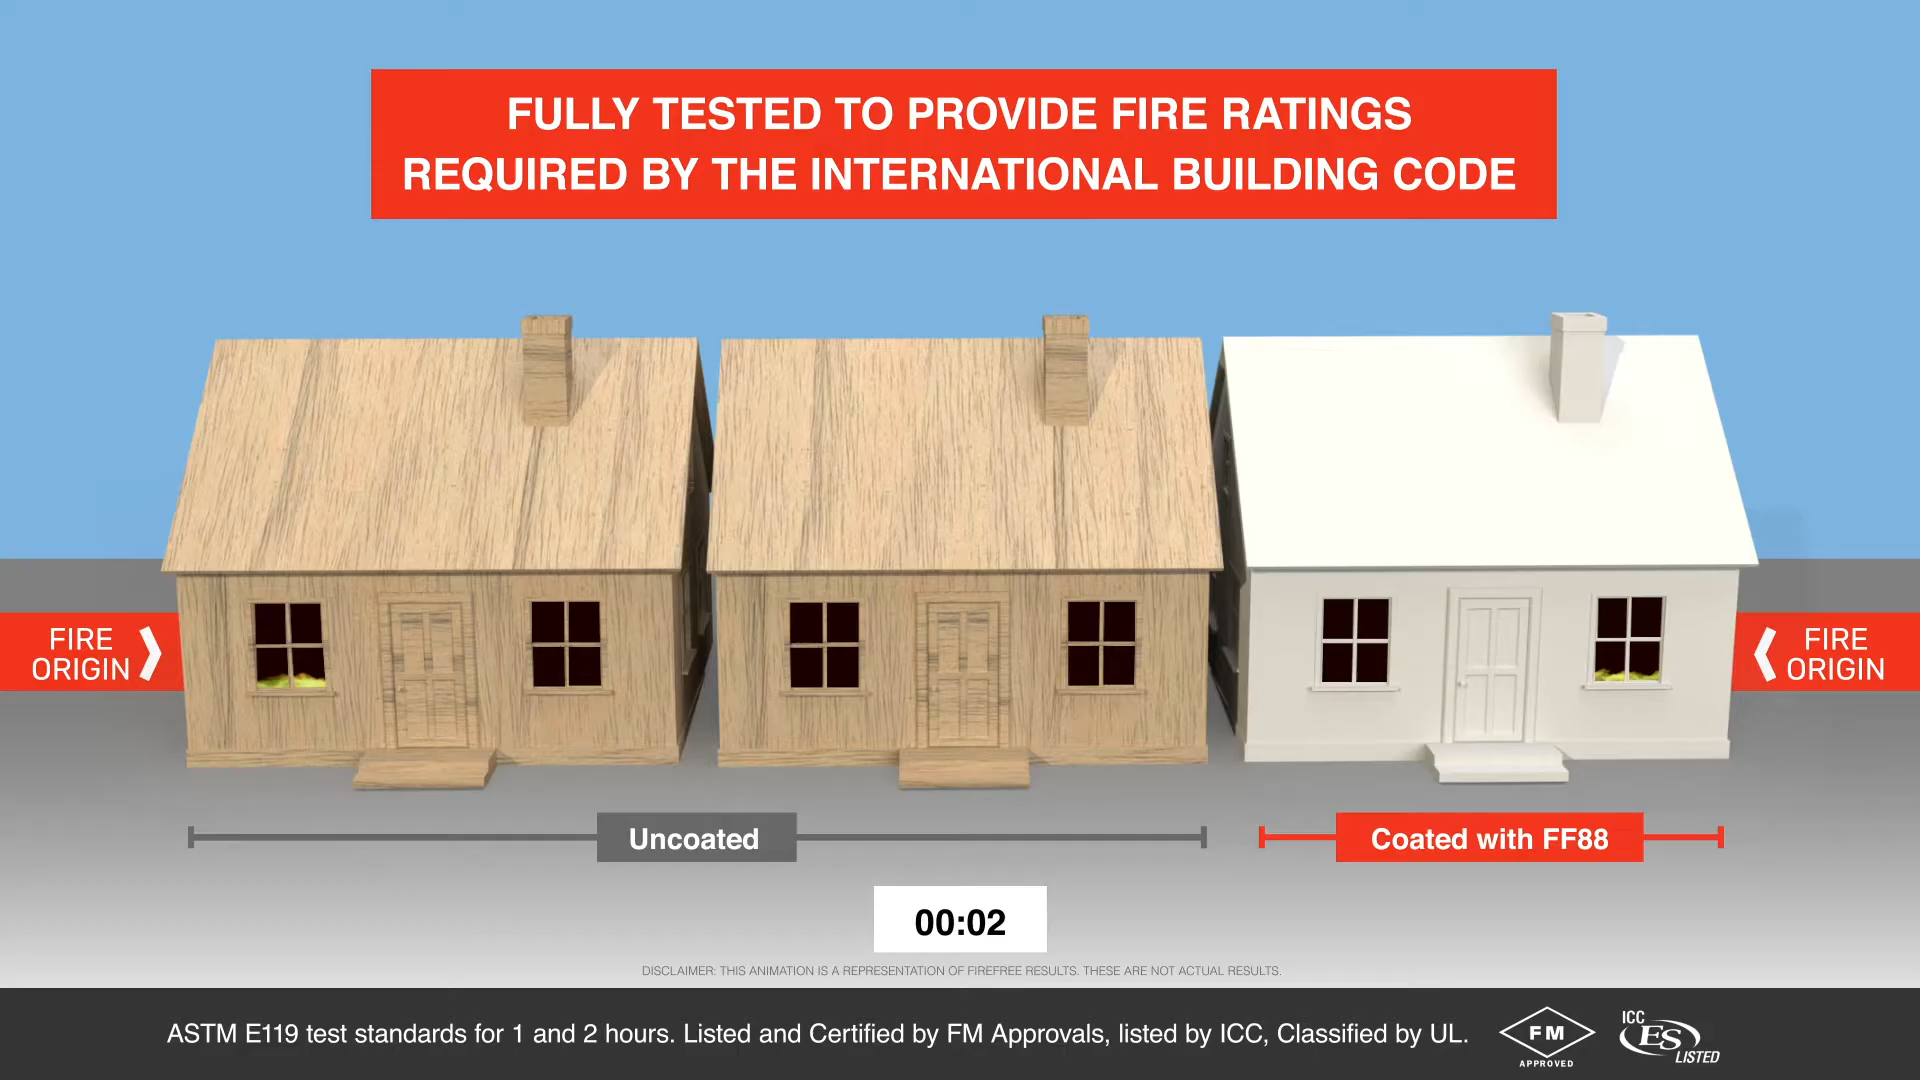 FULLY TESTED TO PROVIDE FIRE RATINGS
REQUIRED BY THE INTERNATIONAL BUILDING CODE
FIRE
ORIGIN
FIRE
ORIGIN
Uncoated
Coated with FF88
00:02
DISCLAIMER: THIS ANIMATION IS A REPRESENTATION OF FIREFREE RESULTS. THESE ARE NOT ACTUAL RESULTS.
ASTM E119 test standards for 1 and 2 hours. Listed and Certified by FM Approvals, listed by ICC, Classified by UL.
FM
APPROVED
ICC
ES
LISTED